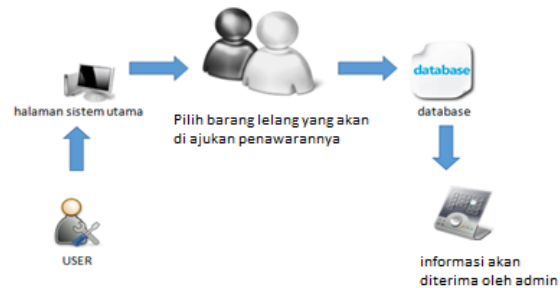 halaman sistem utama
Pilih barang lelang yang akan
di ajukan penawarannya
database
database
USER
informasi akan
diterima oleh admin